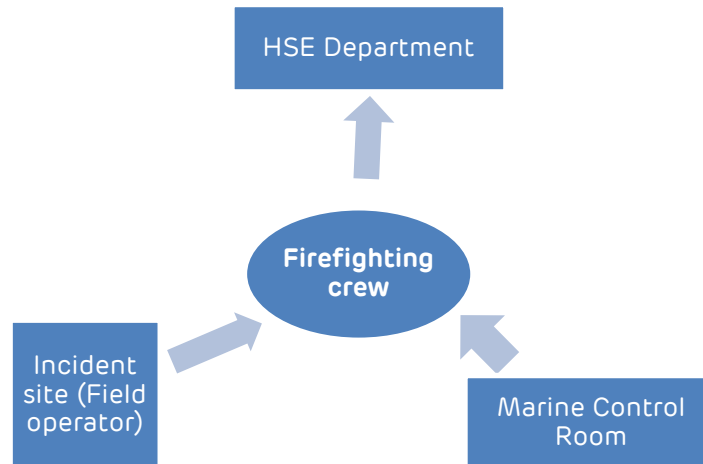 HSE Department
Firefighting
crew
Incident
site (Field
operator)
Marine Control
Room